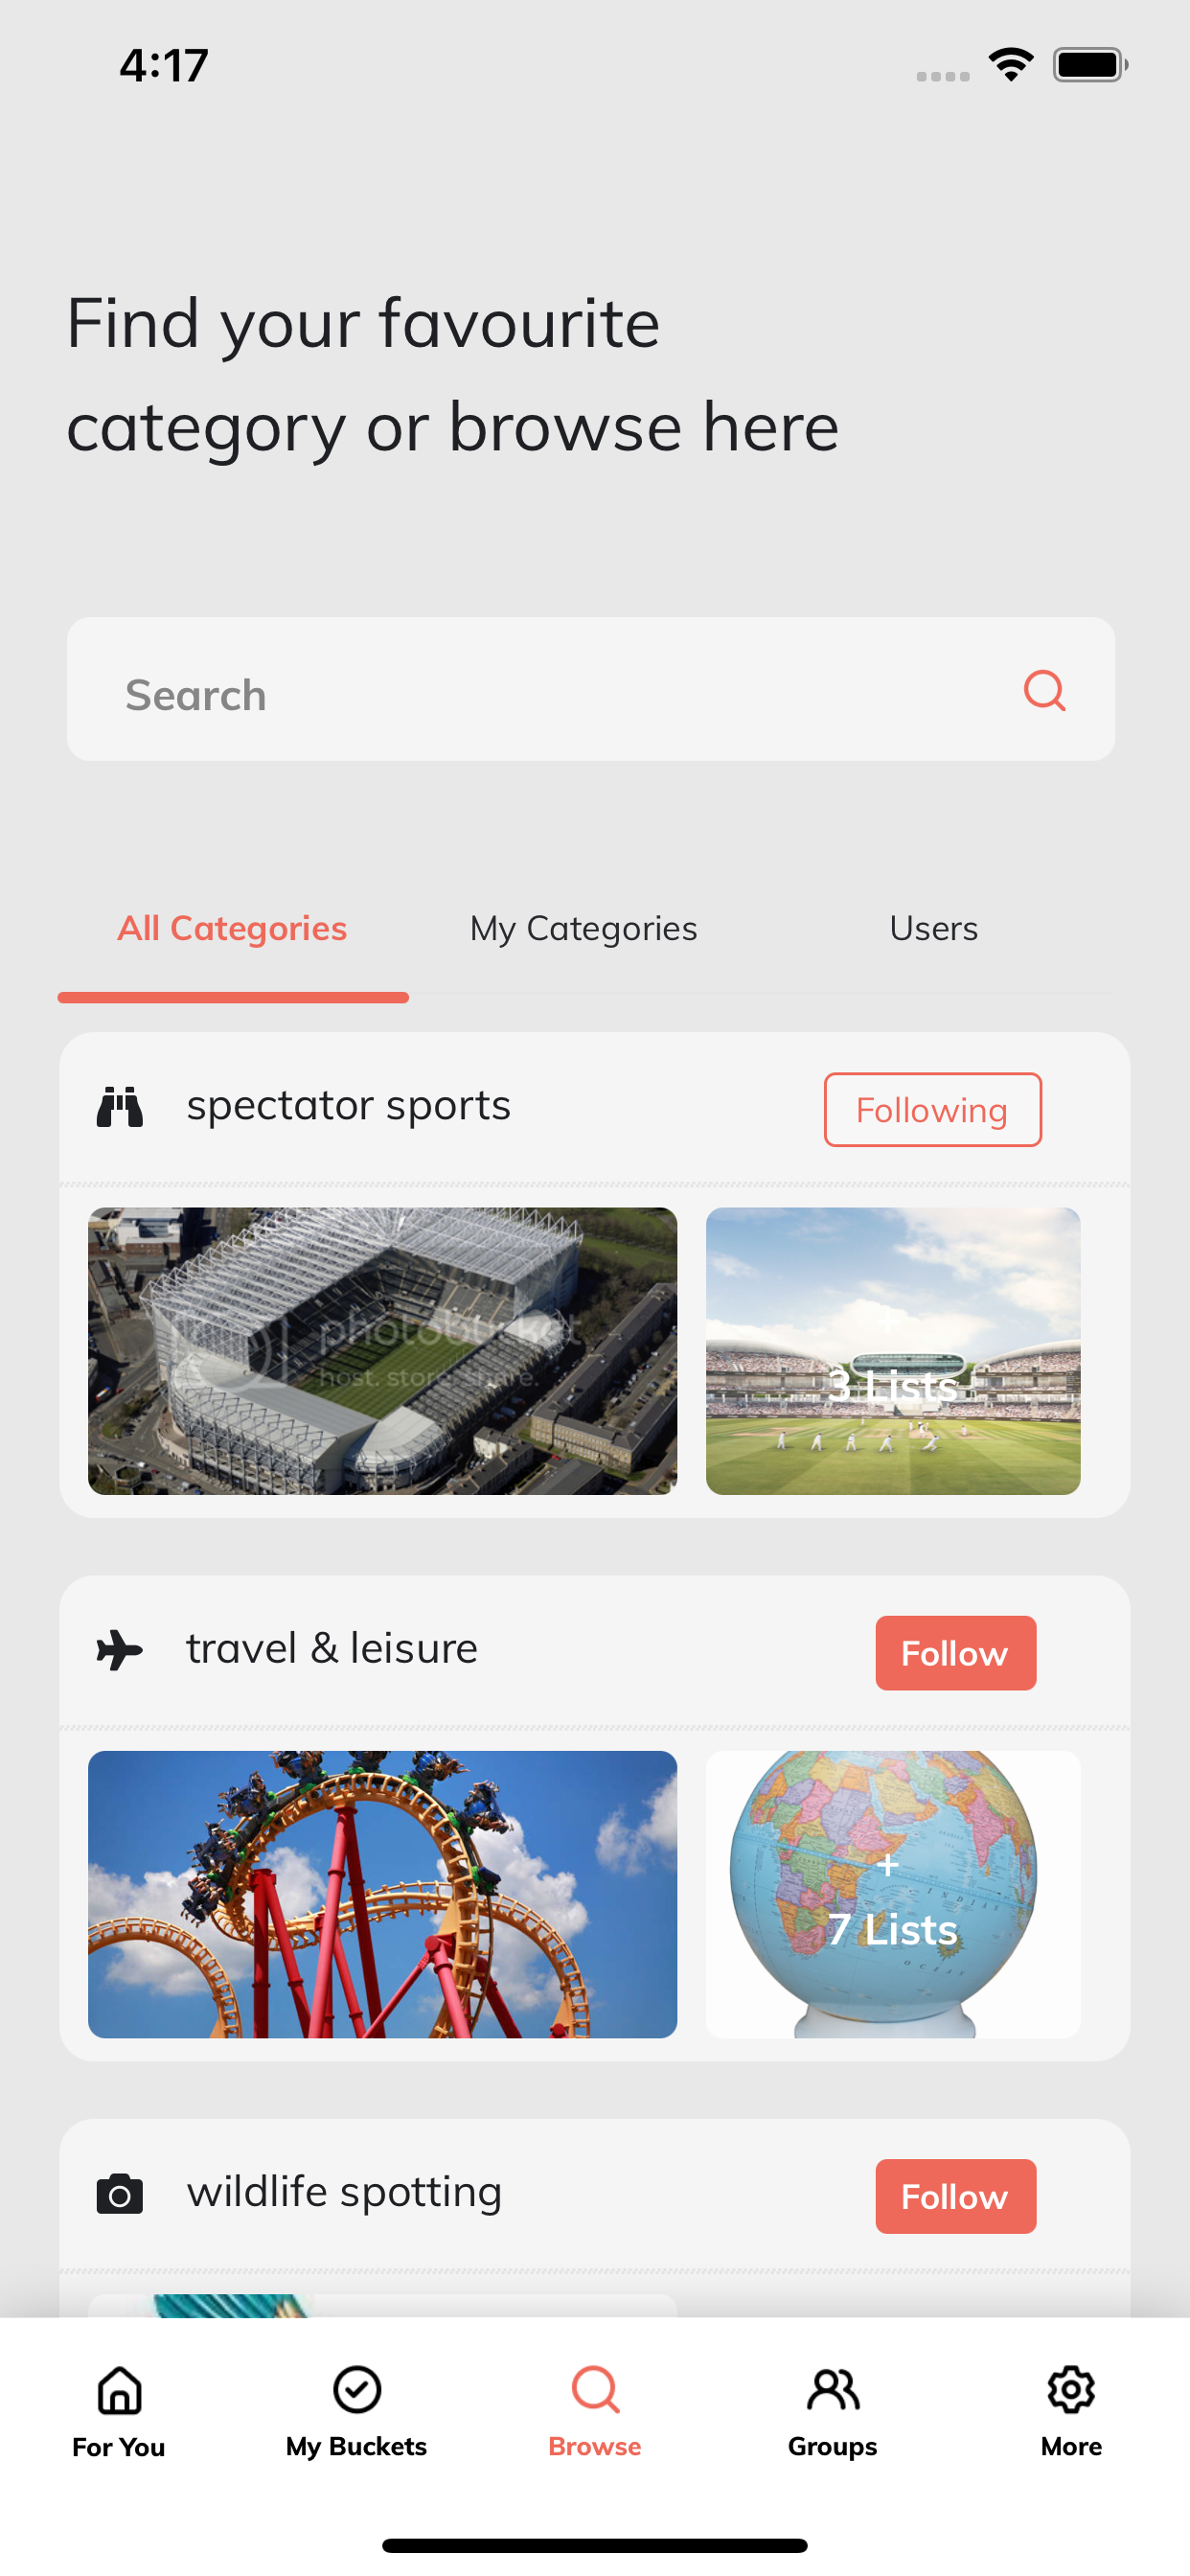 4:17
Find your favourite
category or browse here
Search
All Categories
My Categories
Users
spectator sports
Following
photobucket
host. store. share.
+
3 Lists
travel & leisure
Follow
+
7 Lists
INDIAN
OCEAN
wildlife spotting
Follow
For You
My Buckets
Browse
Groups
More